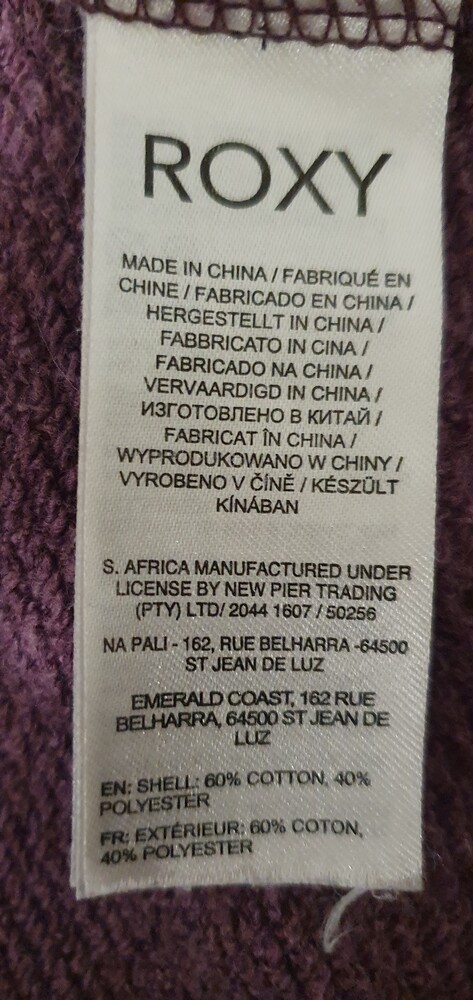 ROXY
MADE IN CHINA / FABRIQUÉ EN
CHINE / FABRICADO EN CHINA /
HERGESTELLT IN CHINA /
FABBRICATO IN CINA /
FABRICADO NA CHINA /
VERVAARDIGD IN CHINA /
ИЗГОТОВЛЕНО В КИТАЙ /
FABRICAT ÎN CHINA /
WYPRODUKOWANO W CHINY /
VYROBENO V ČÍNĚ / KÉSZÜLT
KÍNÁBAN
S. AFRICA MANUFACTURED UNDER
LICENSE BY NEW PIER TRADING
(PTY) LTD/ 2044 1607 / 50256
NA PALI - 162, RUE BELHARRA -64500
ST JEAN DE LUZ
EMERALD COAST, 162 RUE
BELHARRA, 64500 ST JEAN DE
LUZ
EN: SHELL: 60% COTTON, 40%
POLYESTER
FR: EXTÉRIEUR: 60% COTON,
40% POLYESTER